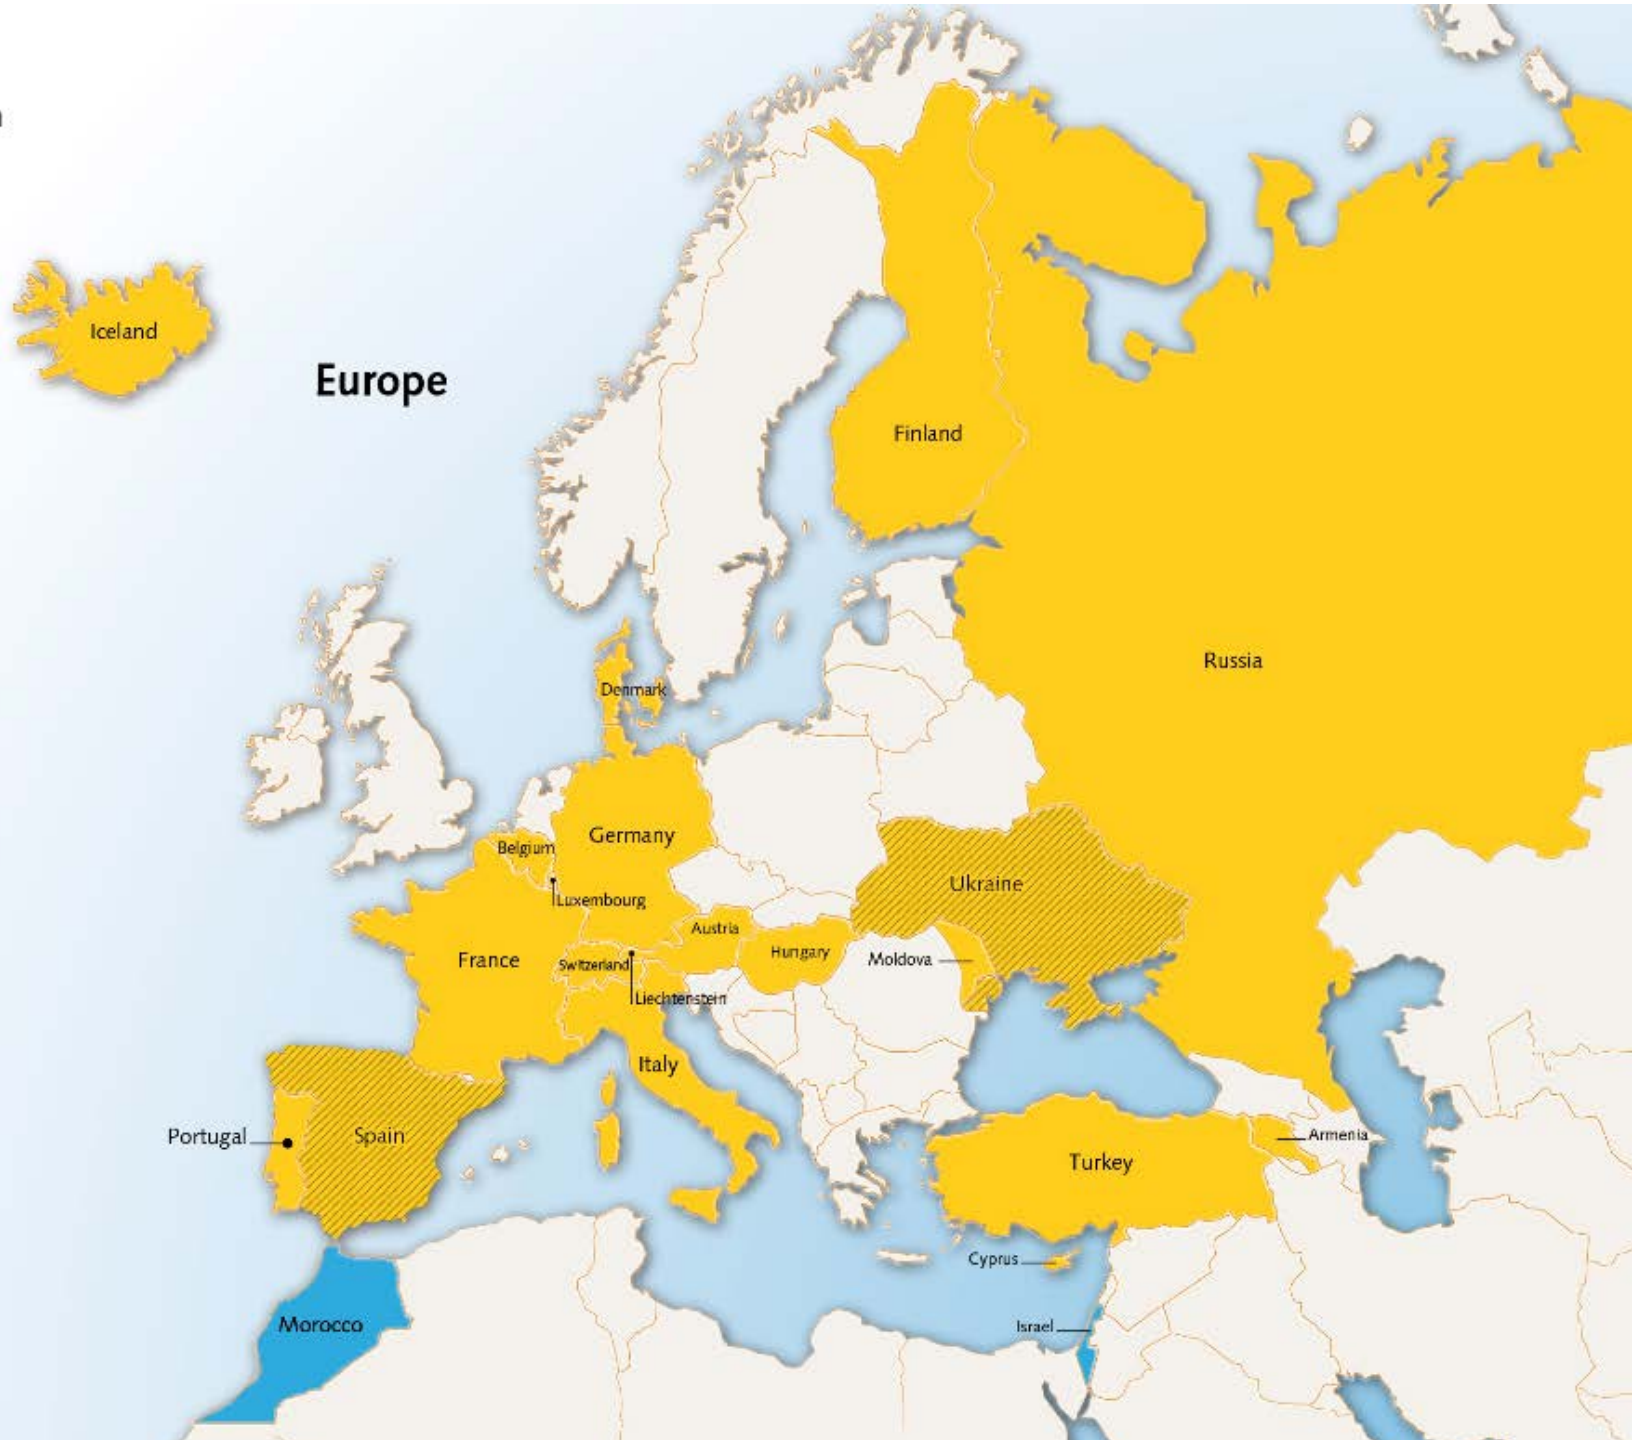 Iceland
Europe
Finland
Russia
Denmark
Germany
Belgium
Luxembourg
Ukraine
Austria
Hungary
France
Switzerland
Moldova
Liechtenstein
Italy
Portugal
Spain
Armenia
Turkey
Cyprus
Morocco
Israel